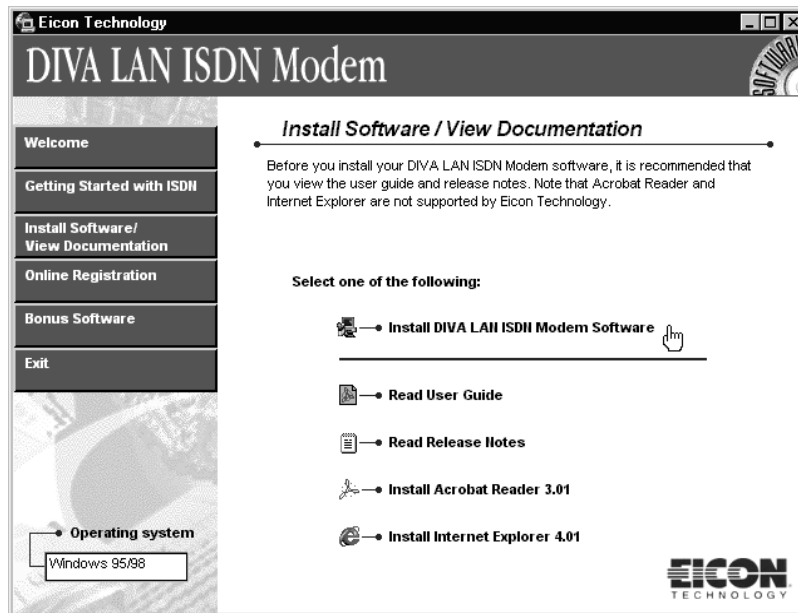 Eicon Technology
DIVA LAN ISDN Modem
SOFTWARE
Welcome
Getting Started with ISDN
Install Software/
View Documentation
Online Registration
Bonus Software
Exit
Operating system
Windows 95/98
Install Software / View Documentation
Before you install your DIVA LAN ISDN Modem software, it is recommended that
you view the user guide and release notes. Note that Acrobat Reader and
Internet Explorer are not supported by Eicon Technology.
Select one of the following:
Install DIVA LAN ISDN Modem Software
Read User Guide
Read Release Notes
Install Acrobat Reader 3.01
Install Internet Explorer 4.01
EICON
TECHNOLOGY